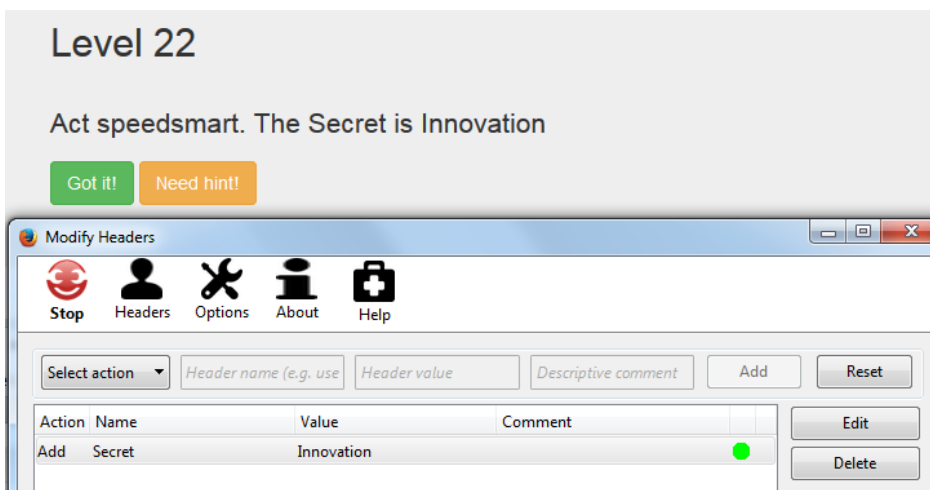 Level 22
Act speedsmart. The Secret is Innovation
Got it! Need hint!
Modify Headers
Stop Headers Options About Help
Select action Header name (e.g. use Header value Descriptive comment Add Reset
Action Name Value Comment Edit
Add Secret Innovation
Delete